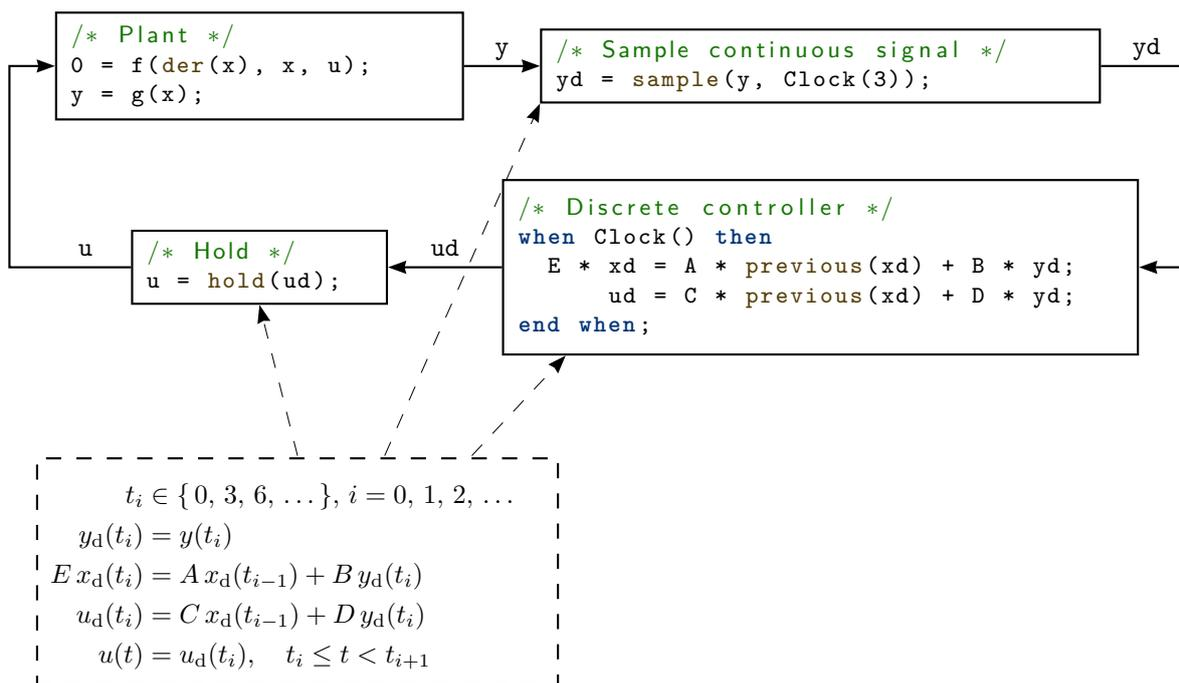 /* Plant */
0 = f(der(x), x, u);
y = g(x);
y
/* Sample continuous signal */
yd = sample(y, Clock(3));
yd
/* Discrete controller */
when Clock() then
  E * xd = A * previous(xd) + B * yd;
      ud = C * previous(xd) + D * yd;
end when;
ud
/* Hold */
u = hold(ud);
u
t_i ∈ { 0, 3, 6, … }, i = 0, 1, 2, …
y_d(t_i) = y(t_i)
E x_d(t_i) = A x_d(t_{i−1}) + B y_d(t_i)
u_d(t_i) = C x_d(t_{i−1}) + D y_d(t_i)
u(t) = u_d(t_i),   t_i ≤ t < t_{i+1}